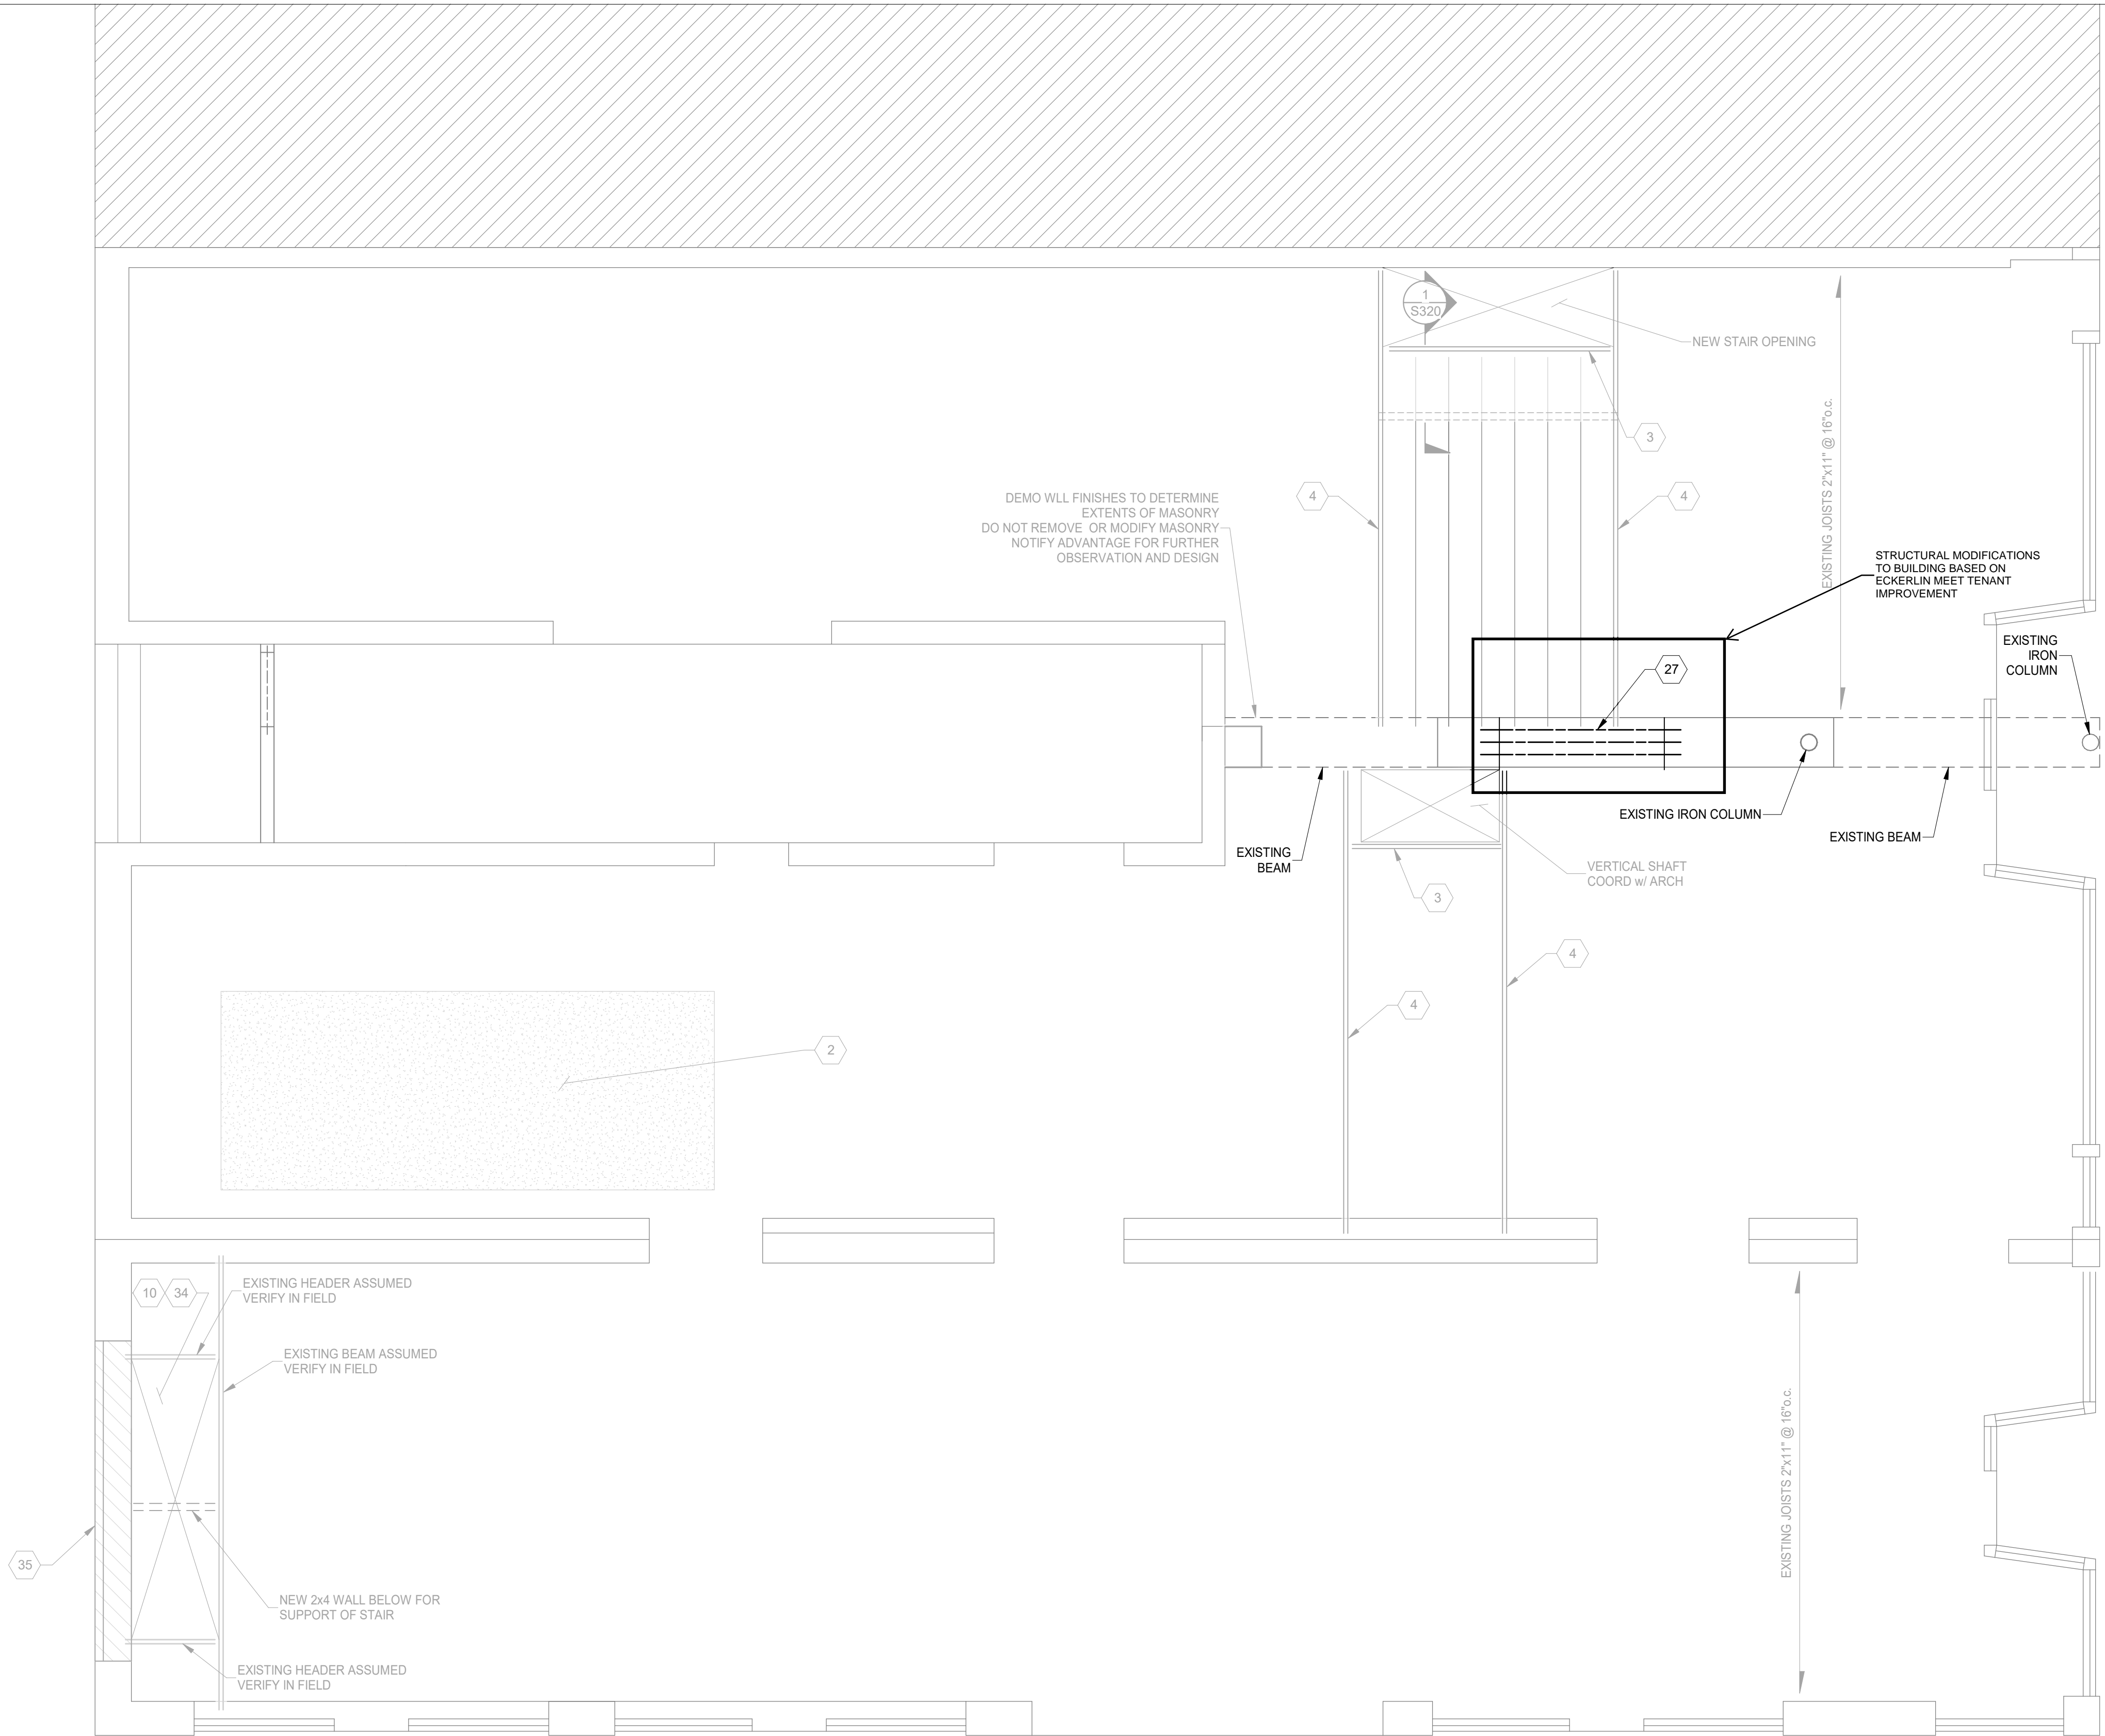 1
S320
NEW STAIR OPENING
3
EXISTING JOISTS 2"x11" @ 16"o.c.
DEMO WLL FINISHES TO DETERMINE
EXTENTS OF MASONRY
DO NOT REMOVE OR MODIFY MASONRY
NOTIFY ADVANTAGE FOR FURTHER
OBSERVATION AND DESIGN
4
4
STRUCTURAL MODIFICATIONS
TO BUILDING BASED ON
ECKERLIN MEET TENANT
IMPROVEMENT
EXISTING
IRON
COLUMN
27
EXISTING IRON COLUMN
EXISTING BEAM
EXISTING
BEAM
VERTICAL SHAFT
COORD w/ ARCH
3
4
4
2
10
34
EXISTING HEADER ASSUMED
VERIFY IN FIELD
EXISTING BEAM ASSUMED
VERIFY IN FIELD
EXISTING JOISTS 2"x11" @ 16"o.c.
35
NEW 2x4 WALL BELOW FOR
SUPPORT OF STAIR
EXISTING HEADER ASSUMED
VERIFY IN FIELD